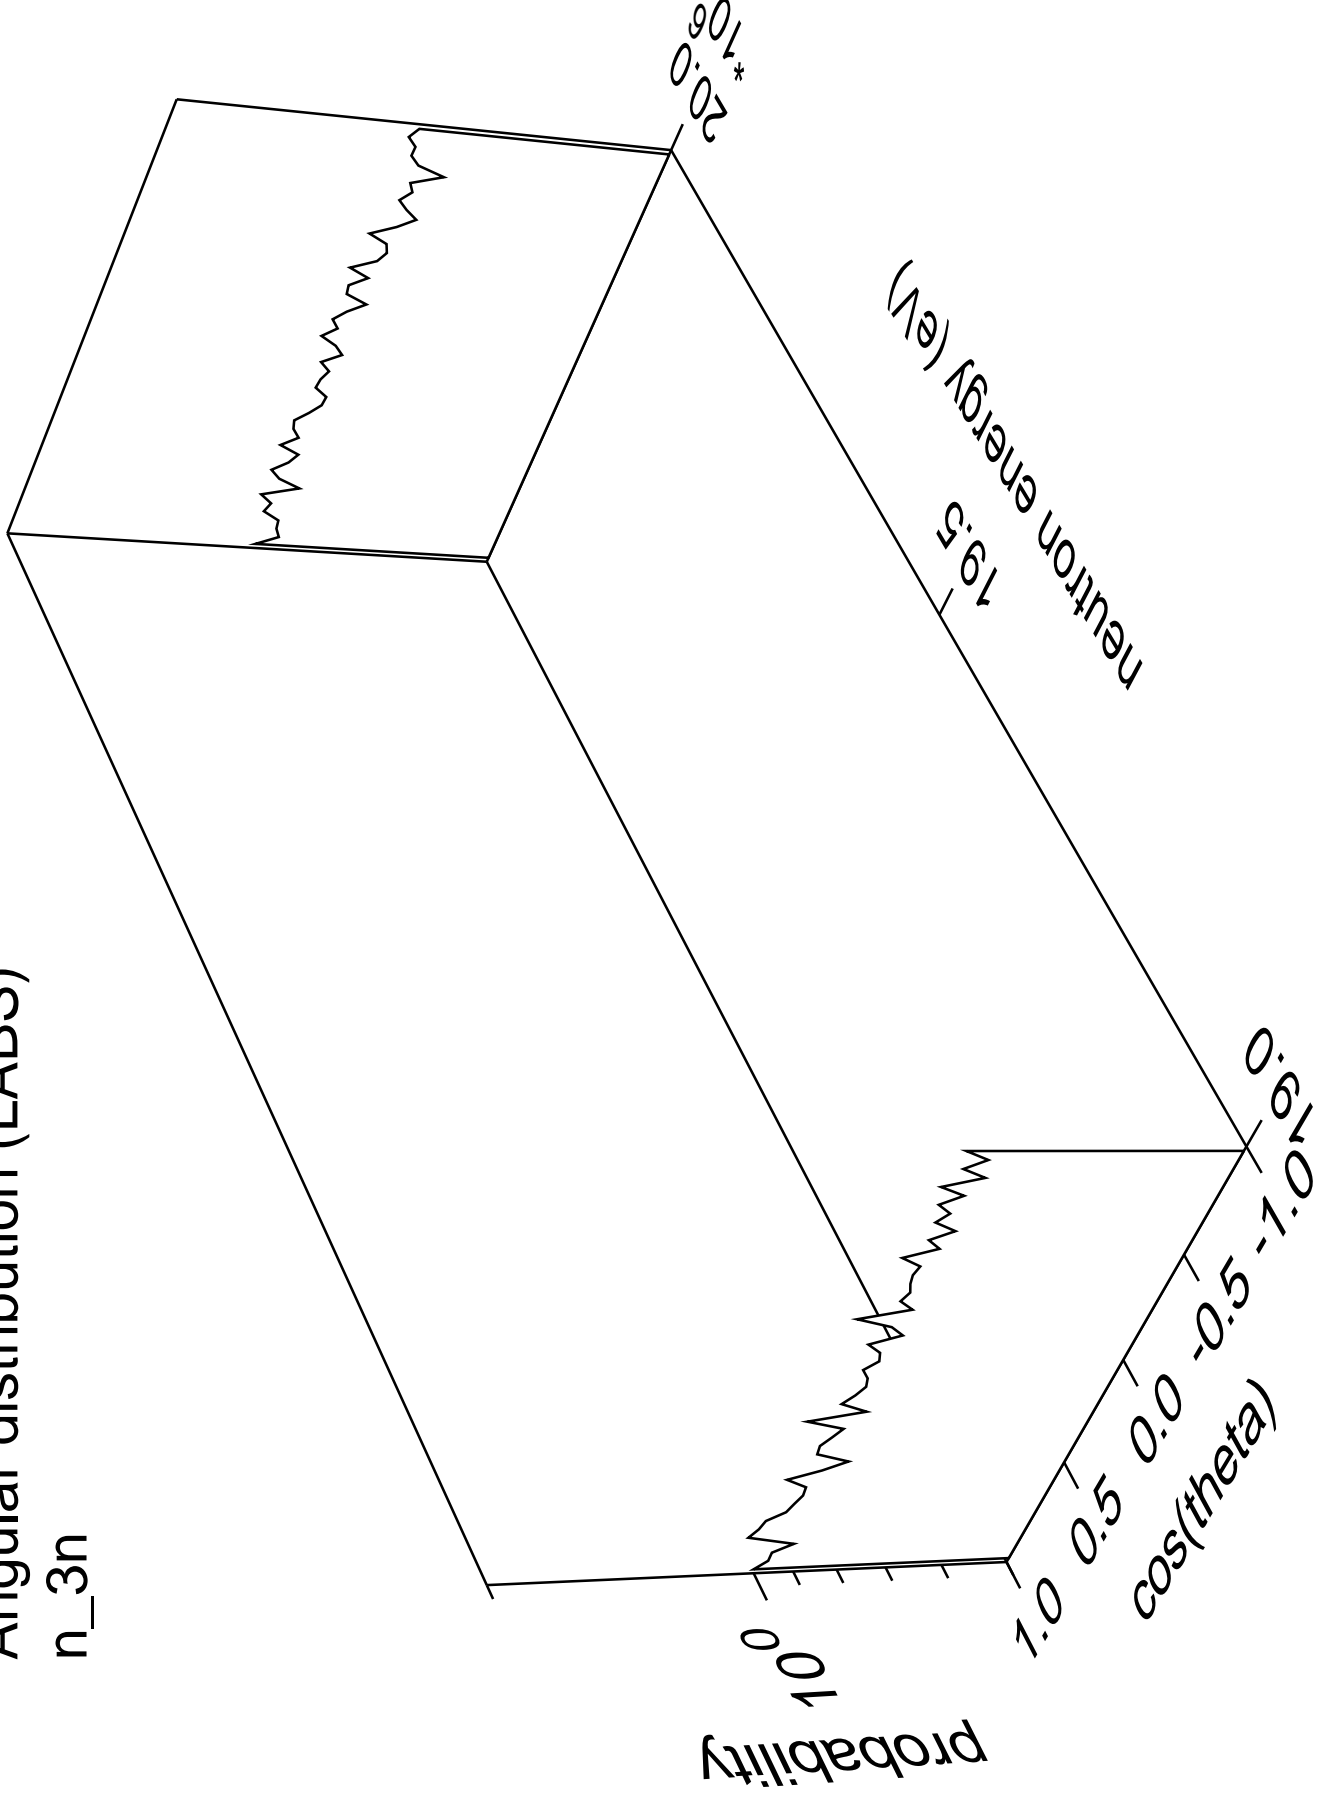 Angular distribution (LABS)
n_3n
probability
10^0
cos(theta)
1.0 0.5 0.0 -0.5 -1.0
neutron energy (eV)
19.0 19.5 20.0
* 10^6